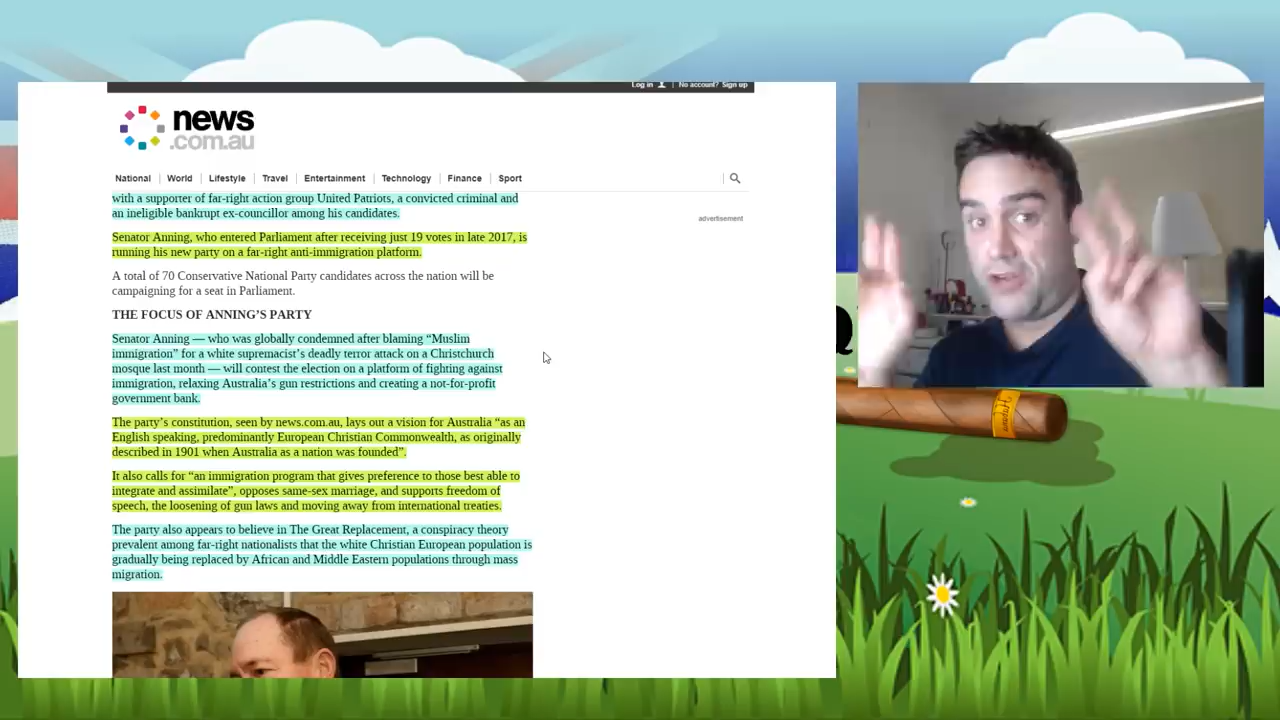 Log in | No account? Sign up
news
.com.au
National | World | Lifestyle | Travel | Entertainment | Technology | Finance | Sport
with a supporter of far-right action group United Patriots, a convicted criminal and
an ineligible bankrupt ex-councillor among his candidates.
advertisement
Senator Anning, who entered Parliament after receiving just 19 votes in late 2017, is
running his new party on a far-right anti-immigration platform.
A total of 70 Conservative National Party candidates across the nation will be
campaigning for a seat in Parliament.
THE FOCUS OF ANNING’S PARTY
Senator Anning — who was globally condemned after blaming “Muslim
immigration” for a white supremacist’s deadly terror attack on a Christchurch
mosque last month — will contest the election on a platform of fighting against
immigration, relaxing Australia’s gun restrictions and creating a not-for-profit
government bank.
The party’s constitution, seen by news.com.au, lays out a vision for Australia “as an
English speaking, predominantly European Christian Commonwealth, as originally
described in 1901 when Australia as a nation was founded”.
It also calls for “an immigration program that gives preference to those best able to
integrate and assimilate”, opposes same-sex marriage, and supports freedom of
speech, the loosening of gun laws and moving away from international treaties.
The party also appears to believe in The Great Replacement, a conspiracy theory
prevalent among far-right nationalists that the white Christian European population is
gradually being replaced by African and Middle Eastern populations through mass
migration.